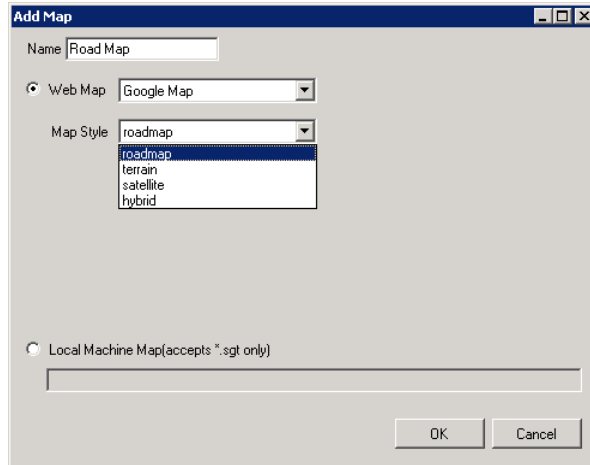 Add Map
Name Road Map
Web Map Google Map
Map Style roadmap
roadmap
terrain
satellite
hybrid
Local Machine Map(accepts *.sgt only)
OK Cancel